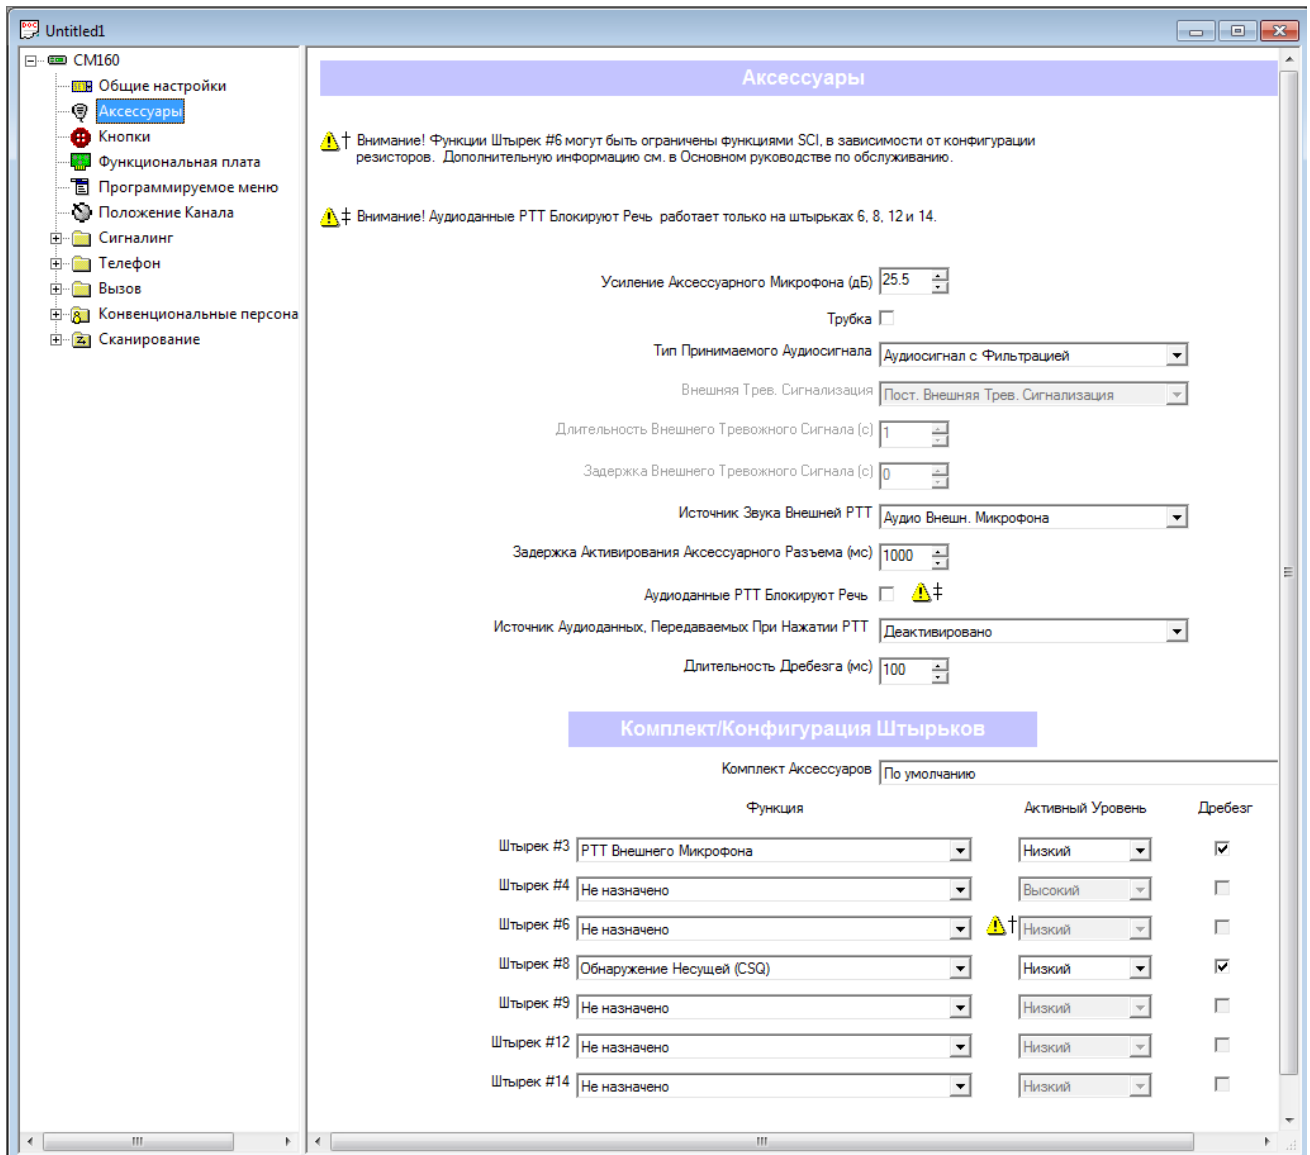 Untitled1
CM160
Общие настройки
Аксессуары
Кнопки
Функциональная плата
Программируемое меню
Положение Канала
Сигналинг
Телефон
Вызов
Конвенциональные персона
Сканирование
Аксессуары
† Внимание! Функции Штырек #6 могут быть ограничены функциями SCI, в зависимости от конфигурации
резисторов. Дополнительную информацию см. в Основном руководстве по обслуживанию.
‡ Внимание! Аудиоданные PTT Блокируют Речь работает только на штырьках 6, 8, 12 и 14.
Усиление Аксессуарного Микрофона (дБ) 25.5
Трубка
Тип Принимаемого Аудиосигнала Аудиосигнал с Фильтрацией
Внешняя Трев. Сигнализация Пост. Внешняя Трев. Сигнализация
Длительность Внешнего Тревожного Сигнала (с) 1
Задержка Внешнего Тревожного Сигнала (с) 0
Источник Звука Внешней PTT Аудио Внешн. Микрофона
Задержка Активирования Аксессуарного Разъема (мс) 1000
Аудиоданные PTT Блокируют Речь ‡
Источник Аудиоданных, Передаваемых При Нажатии PTT Деактивировано
Длительность Дребезга (мс) 100
Комплект/Конфигурация Штырьков
Комплект Аксессуаров По умолчанию
Функция Активный Уровень Дребезг
Штырек #3 PTT Внешнего Микрофона Низкий
Штырек #4 Не назначено Высокий
Штырек #6 Не назначено † Низкий
Штырек #8 Обнаружение Несущей (CSQ) Низкий
Штырек #9 Не назначено Низкий
Штырек #12 Не назначено Низкий
Штырек #14 Не назначено Низкий